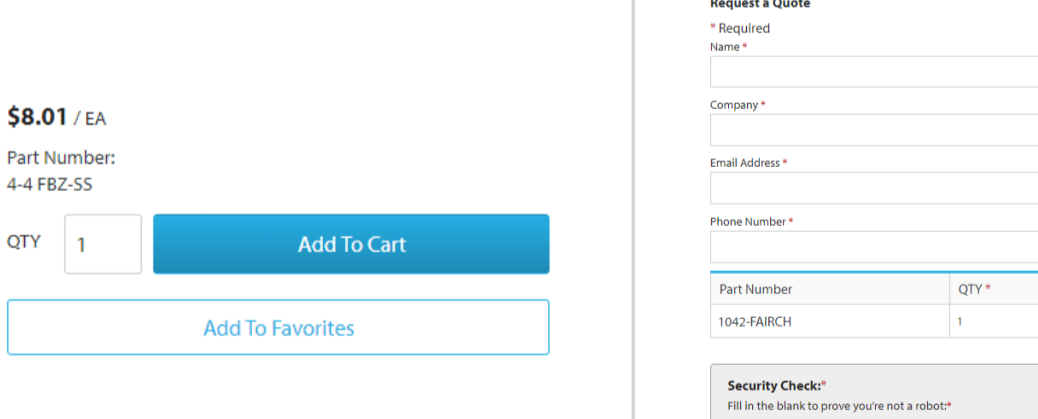 $8.01 / EA
Part Number:
4-4 FBZ-SS
QTY 1 Add To Cart
Add To Favorites
Request a Quote
* Required
Name *
Company *
Email Address *
Phone Number *
Part Number QTY *
1042-FAIRCH 1
Security Check:*
Fill in the blank to prove you're not a robot:*